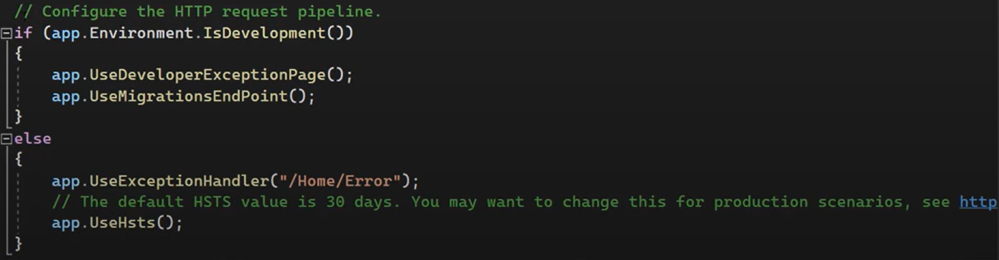 // Configure the HTTP request pipeline.
if (app.Environment.IsDevelopment())
{
    app.UseDeveloperExceptionPage();
    app.UseMigrationsEndPoint();
}
else
{
    app.UseExceptionHandler("/Home/Error");
    // The default HSTS value is 30 days. You may want to change this for production scenarios, see http
    app.UseHsts();
}